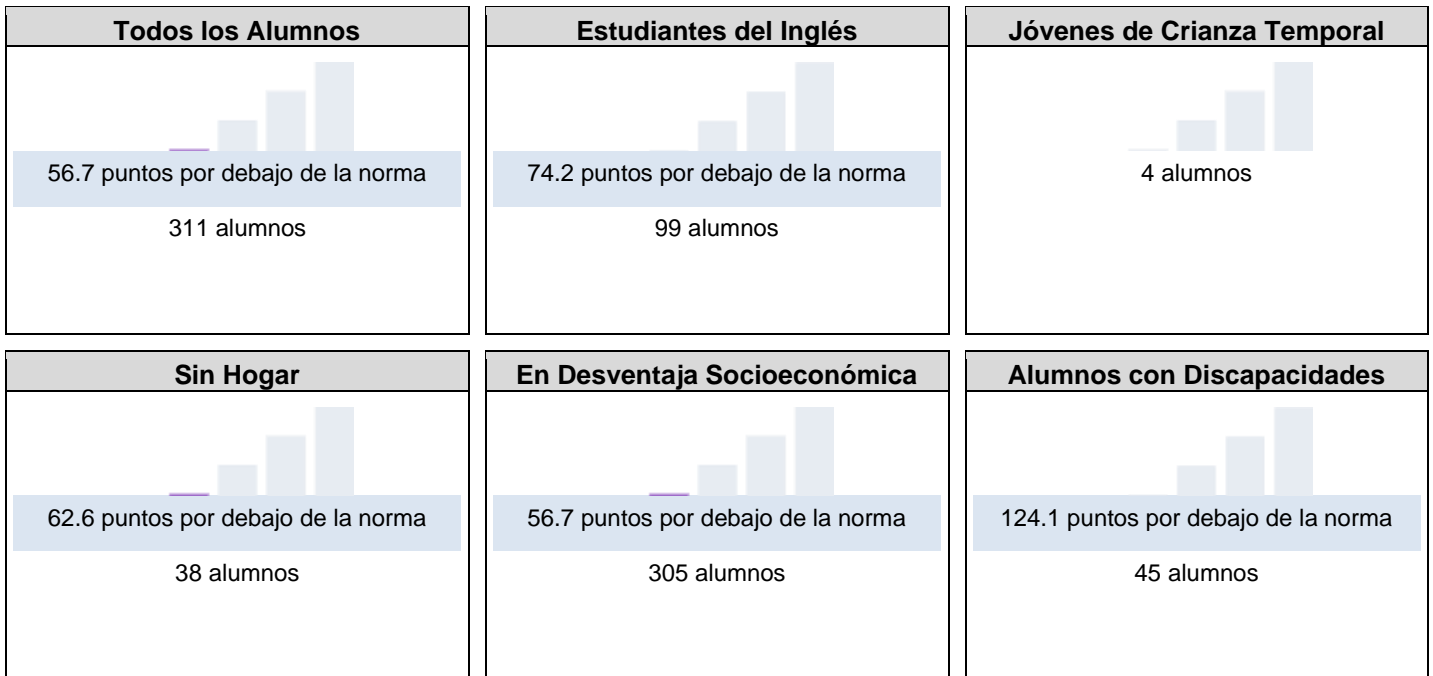 Todos los Alumnos
56.7 puntos por debajo de la norma
311 alumnos
Estudiantes del Inglés
74.2 puntos por debajo de la norma
99 alumnos
Jóvenes de Crianza Temporal
4 alumnos
Sin Hogar
62.6 puntos por debajo de la norma
38 alumnos
En Desventaja Socioeconómica
56.7 puntos por debajo de la norma
305 alumnos
Alumnos con Discapacidades
124.1 puntos por debajo de la norma
45 alumnos